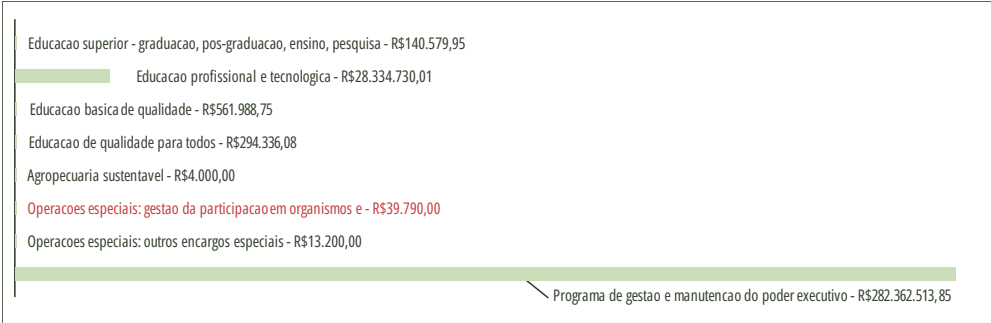 Educacao superior - graduacao, pos-graduacao, ensino, pesquisa - R$140.579,95
Educacao profissional e tecnologica - R$28.334.730,01
Educacao basica de qualidade - R$561.988,75
Educacao de qualidade para todos - R$294.336,08
Agropecuaria sustentavel - R$4.000,00
Operacoes especiais: gestao da participacao em organismos e - R$39.790,00
Operacoes especiais: outros encargos especiais - R$13.200,00
Programa de gestao e manutencao do poder executivo - R$282.362.513,85